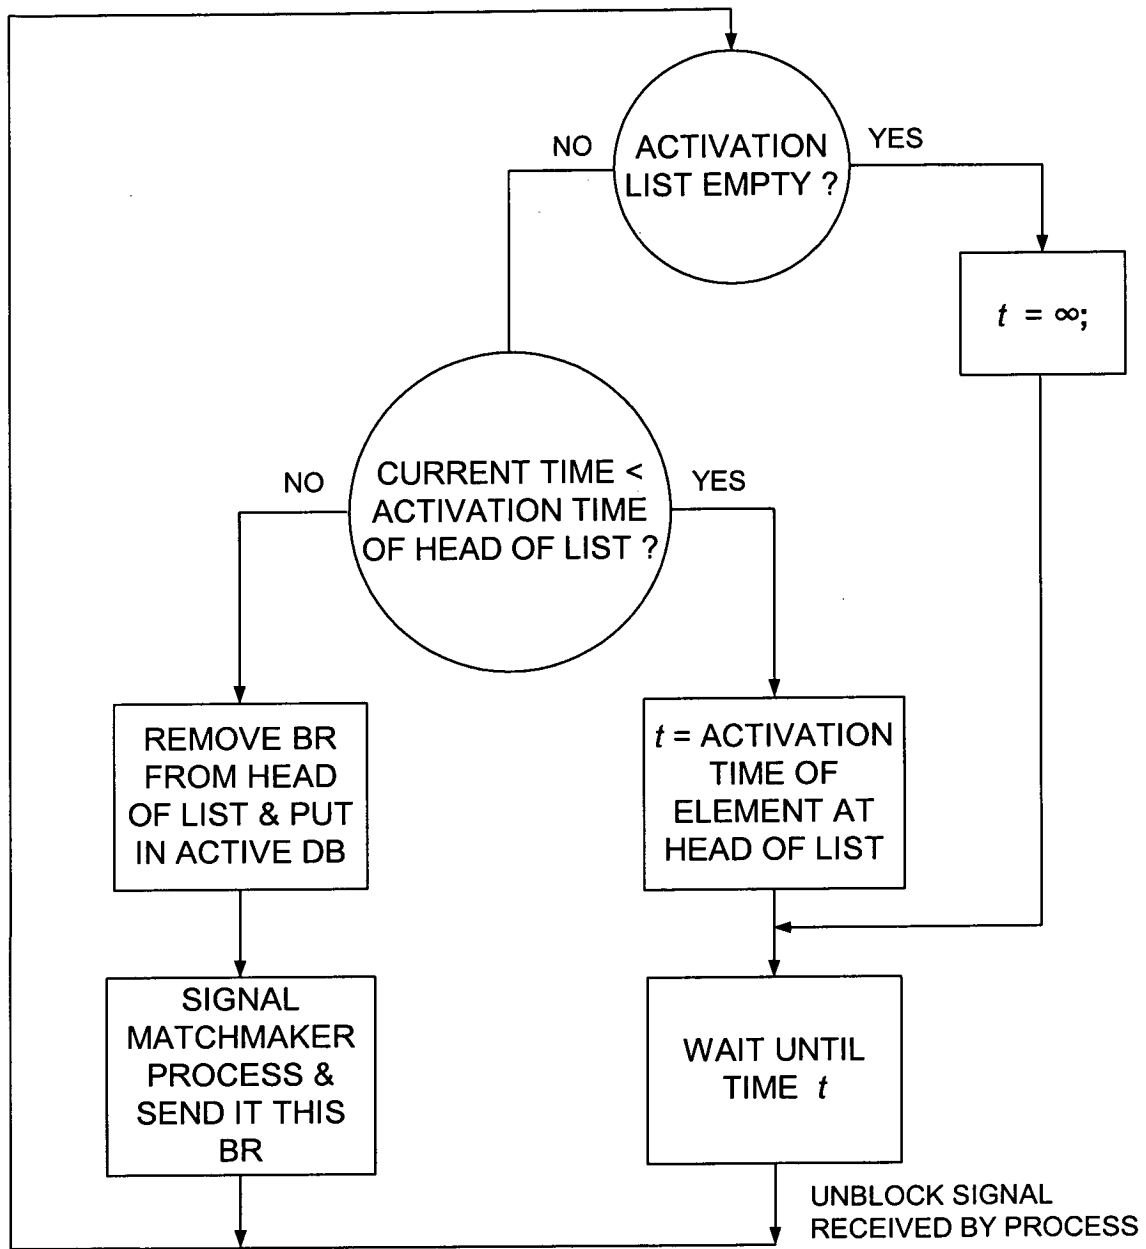 NO
YES
ACTIVATION
LIST EMPTY ?
t = ∞;
NO
YES
CURRENT TIME <
ACTIVATION TIME
OF HEAD OF LIST ?
REMOVE BR
FROM HEAD
OF LIST & PUT
IN ACTIVE DB
t = ACTIVATION
TIME OF
ELEMENT AT
HEAD OF LIST
SIGNAL
MATCHMAKER
PROCESS &
SEND IT THIS
BR
WAIT UNTIL
TIME t
UNBLOCK SIGNAL
RECEIVED BY PROCESS